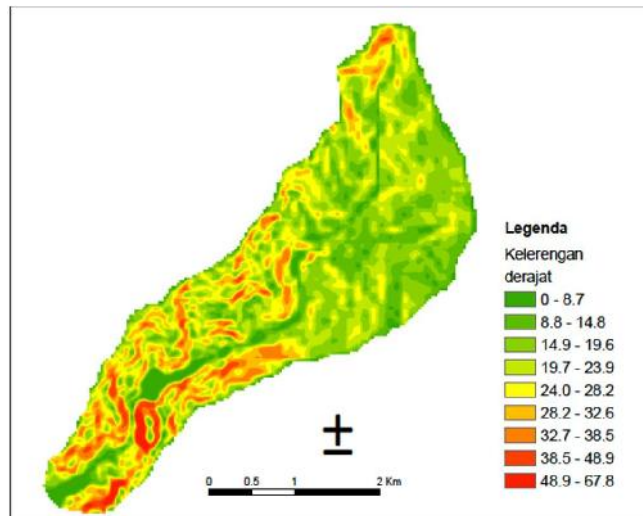 Legenda
Kelerengan
derajat
0 - 8.7
8.8 - 14.8
14.9 - 19.6
19.7 - 23.9
24.0 - 28.2
28.2 - 32.6
32.7 - 38.5
38.5 - 48.9
48.9 - 67.8
±
0 0.5 1 2 Km